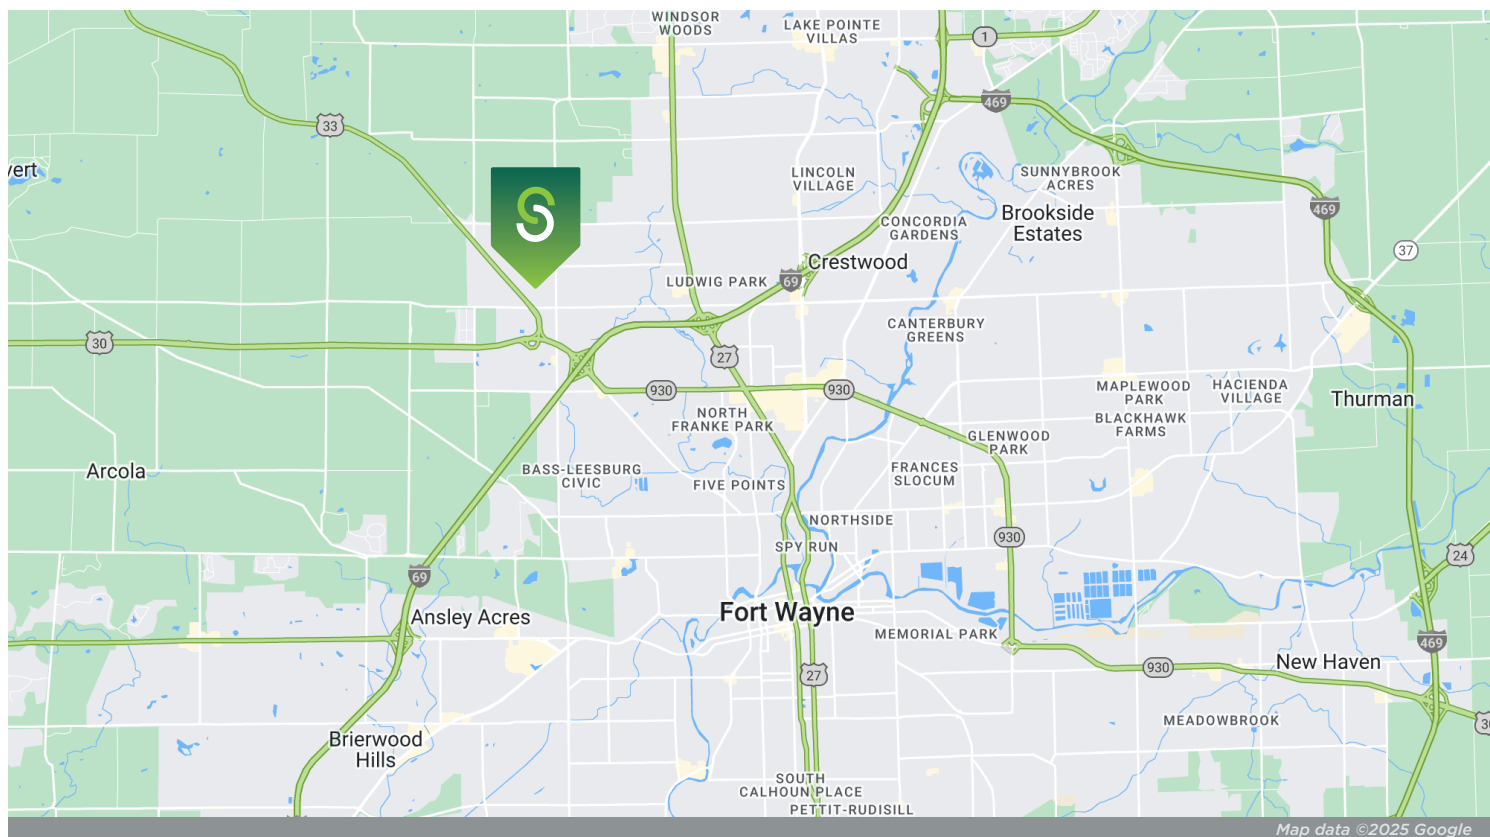 WINDSOR
WOODS
LAKE POINTE
VILLAS
1
469
33
vert
LINCOLN
VILLAGE
SUNNYBROOK
ACRES
469
Brookside
Estates
CONCORDIA
GARDENS
37
Crestwood
LUDWIG PARK
69
CANTERBURY
GREENS
30
27
930
930
MAPLEWOOD
PARK
HACIENDA
VILLAGE
Thurman
NORTH
FRANKE PARK
BLACKHAWK
FARMS
GLENWOOD
PARK
Arcola
BASS-LEESBURG
CIVIC
FIVE POINTS
FRANCES
SLOCUM
NORTHSIDE
930
SPY RUN
24
69
Fort Wayne
Ansley Acres
MEMORIAL PARK
469
New Haven
930
27
MEADOWBROOK
30
Brierwood
Hills
SOUTH
CALHOUN PLACE
PETTIT-RUDISILL
Map data ©2025 Google